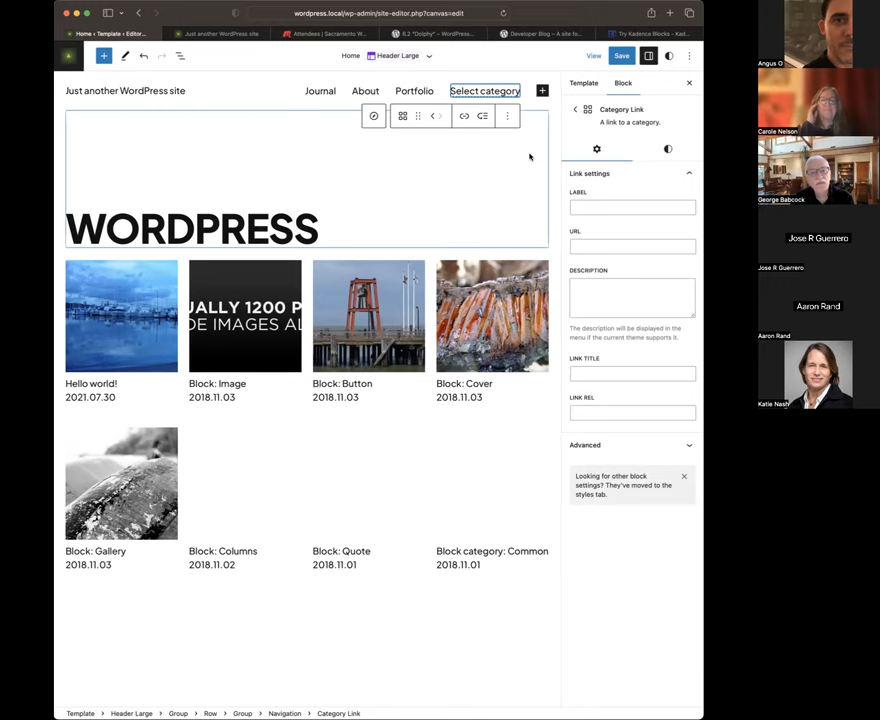 wordpress.local/wp-admin/site-editor.php?canvas=edit
Home ‹ Template ‹ Editor...
Just another WordPress site
Attendees | Sacramento W...
6.2 "Dolphy" – WordPress...
Developer Blog – A site fo...
Try Kadence Blocks - Kad...
Home
Header Large
View
Save
Just another WordPress site
Journal
About
Portfolio
Select category
WORDPRESS
UALLY 1200 P
DE IMAGES AL
Hello world!
2021.07.30
Block: Image
2018.11.03
Block: Button
2018.11.03
Block: Cover
2018.11.03
Block: Gallery
2018.11.03
Block: Columns
2018.11.02
Block: Quote
2018.11.01
Block category: Common
2018.11.01
Template
Block
Category Link
A link to a category.
Link settings
LABEL
URL
DESCRIPTION
The description will be displayed in the
menu if the current theme supports it.
LINK TITLE
LINK REL
Advanced
Looking for other block
settings? They've moved to the
styles tab.
Template > Header Large > Group > Row > Group > Navigation > Category Link
Angus O
Carole Nelson
George Babcock
Jose R Guerrero
Jose R Guerrero
Aaron Rand
Aaron Rand
Katie Nash